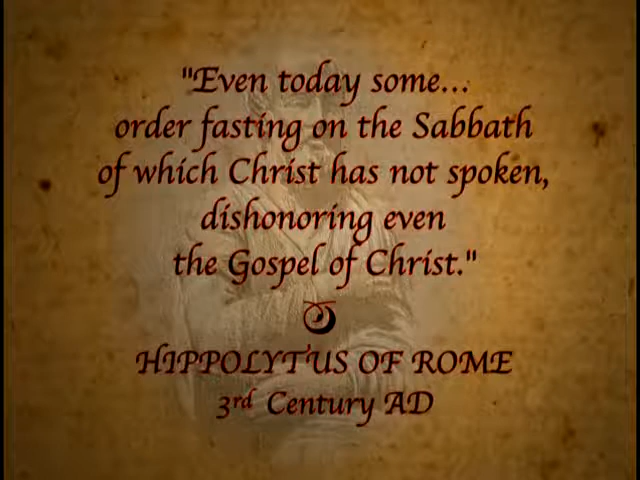 "Even today some...
order fasting on the Sabbath
of which Christ has not spoken,
dishonoring even
the Gospel of Christ."
HIPPOLYTUS OF ROME
3rd Century AD